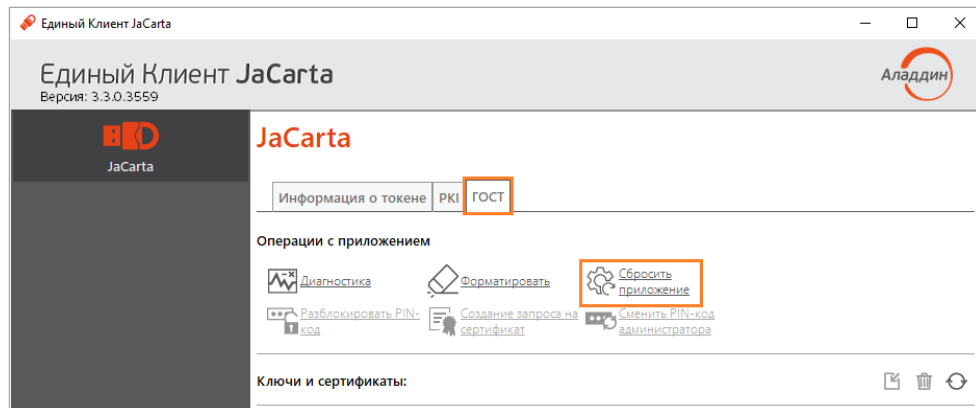 Единый Клиент JaCarta
Единый Клиент JaCarta
Версия: 3.3.0.3559
Аладдин
JaCarta
JaCarta
Информация о токене PKI ГОСТ
Операции с приложением
Диагностика Форматировать Сбросить приложение
Разблокировать PIN-код Создание запроса на сертификат Сменить PIN-код администратора
Ключи и сертификаты: